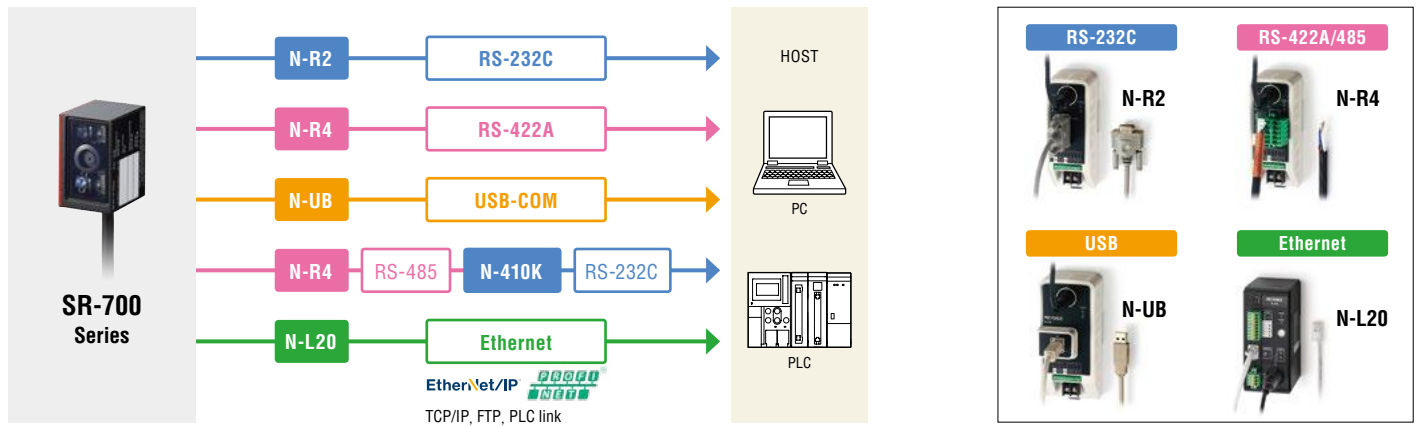 SR-700
Series
N-R2
RS-232C
N-R4
RS-422A
N-UB
USB-COM
N-R4
RS-485
N-410K
RS-232C
N-L20
Ethernet
EtherNet/IP
PROFI
NET
TCP/IP, FTP, PLC link
HOST
PC
PLC
RS-232C
N-R2
RS-422A/485
N-R4
USB
N-UB
Ethernet
N-L20